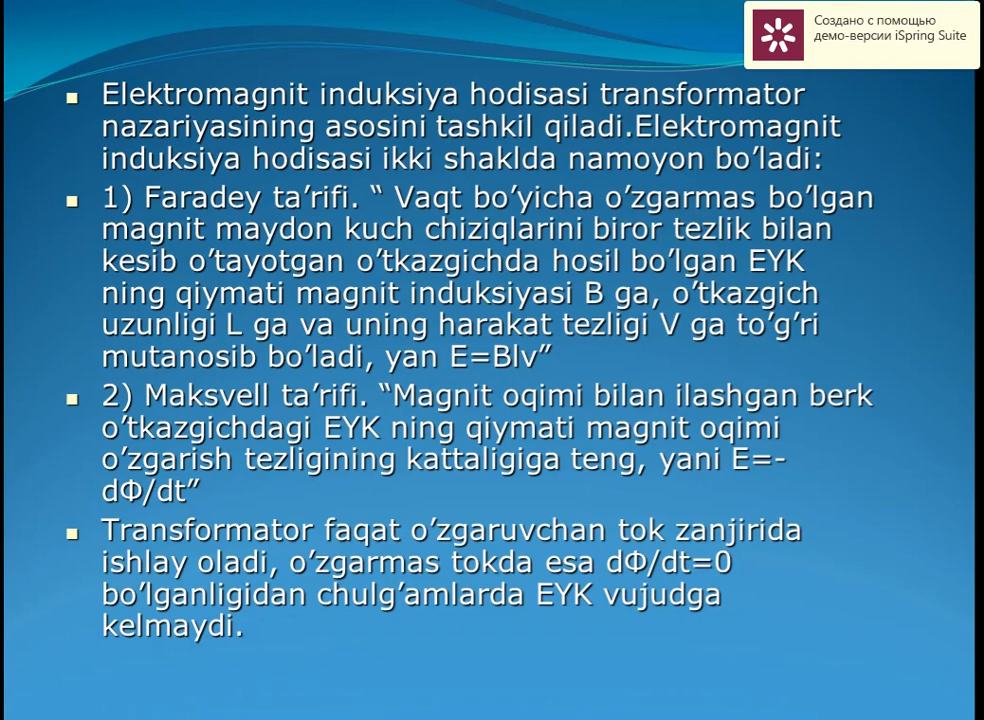 Создано с помощью
демо-версии iSpring Suite
Elektromagnit induksiya hodisasi transformator
nazariyasining asosini tashkil qiladi.Elektromagnit
induksiya hodisasi ikki shaklda namoyon bo’ladi:
1) Faradey ta’rifi. “ Vaqt bo’yicha o’zgarmas bo’lgan
magnit maydon kuch chiziqlarini biror tezlik bilan
kesib o’tayotgan o’tkazgichda hosil bo’lgan EYK
ning qiymati magnit induksiyasi B ga, o’tkazgich
uzunligi L ga va uning harakat tezligi V ga to’g’ri
mutanosib bo’ladi, yan E=Blv”
2) Maksvell ta’rifi. “Magnit oqimi bilan ilashgan berk
o’tkazgichdagi EYK ning qiymati magnit oqimi
o’zgarish tezligining kattaligiga teng, yani E=-
dФ/dt”
Transformator faqat o’zgaruvchan tok zanjirida
ishlay oladi, o’zgarmas tokda esa dФ/dt=0
bo’lganligidan chulg’amlarda EYK vujudga
kelmaydi.